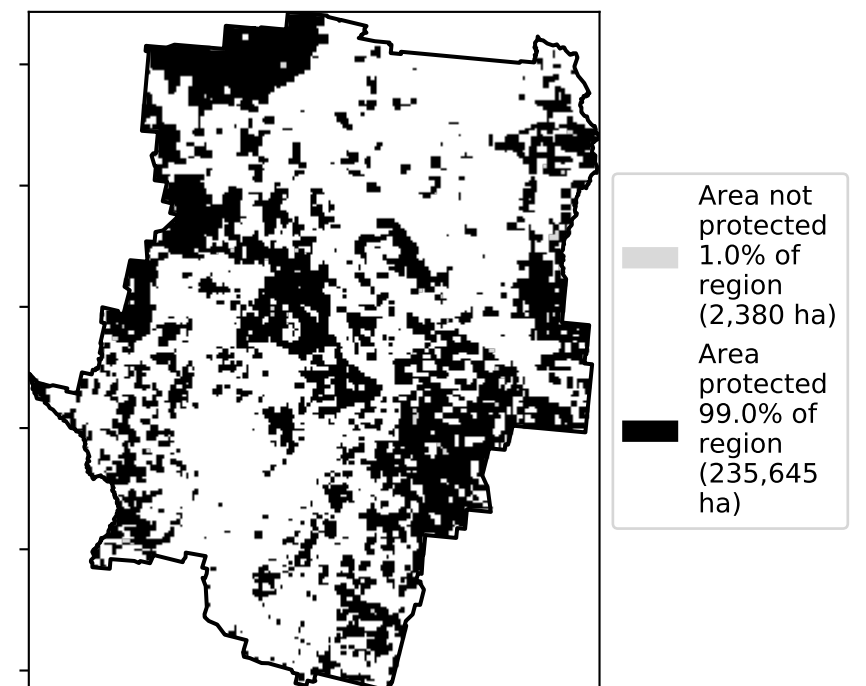 Area not
protected
1.0% of
region
(2,380 ha)
Area
protected
99.0% of
region
(235,645
ha)